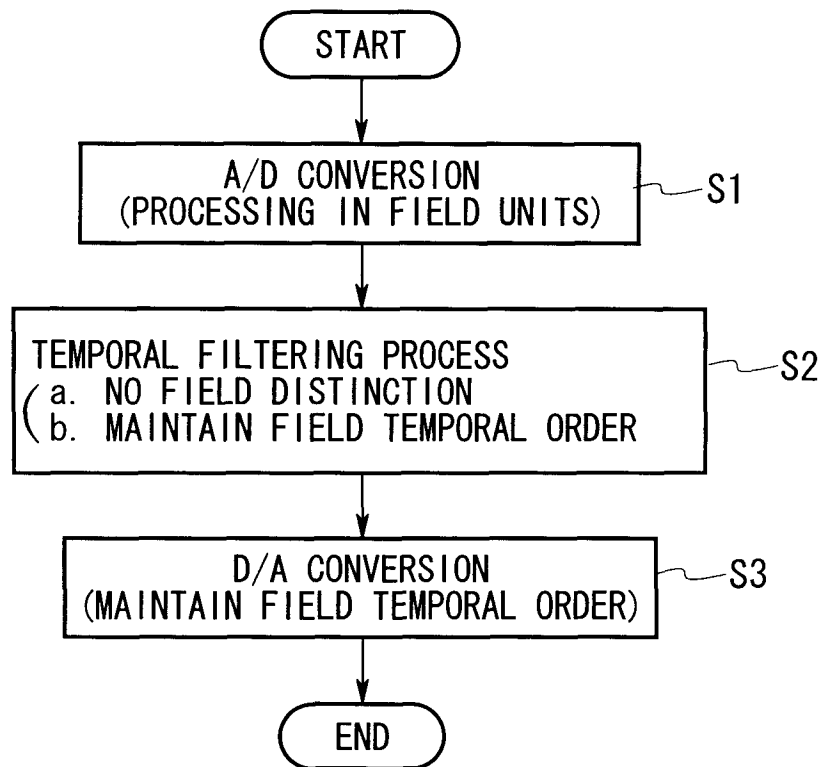 START
A/D CONVERSION
(PROCESSING IN FIELD UNITS)
S1
TEMPORAL FILTERING PROCESS
a. NO FIELD DISTINCTION
b. MAINTAIN FIELD TEMPORAL ORDER
S2
D/A CONVERSION
(MAINTAIN FIELD TEMPORAL ORDER)
S3
END